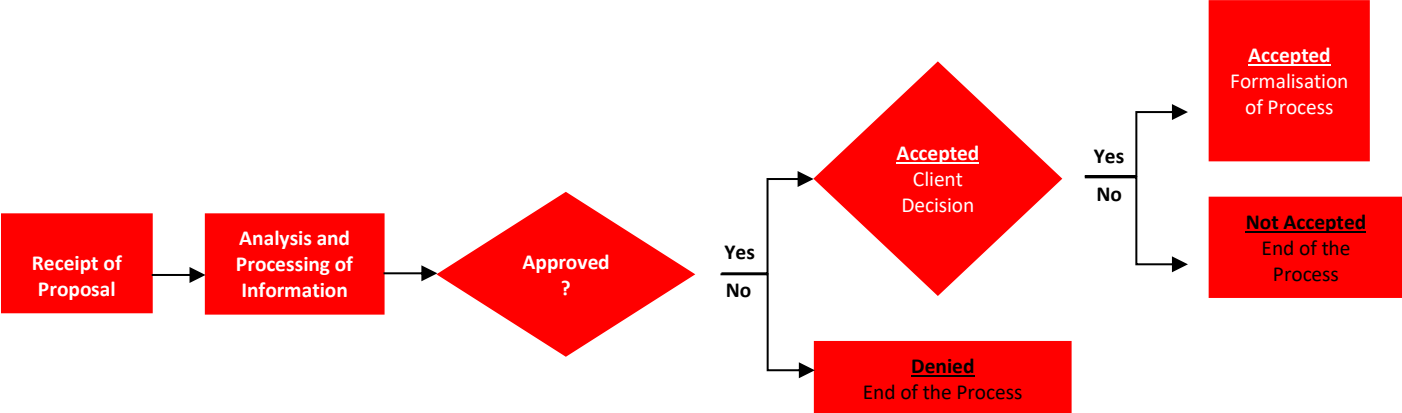 Receipt of
Proposal
Analysis and
Processing of
Information
Approved
?
Yes
No
Accepted
Client
Decision
Denied
End of the Process
Yes
No
Accepted
Formalisation
of Process
Not Accepted
End of the
Process